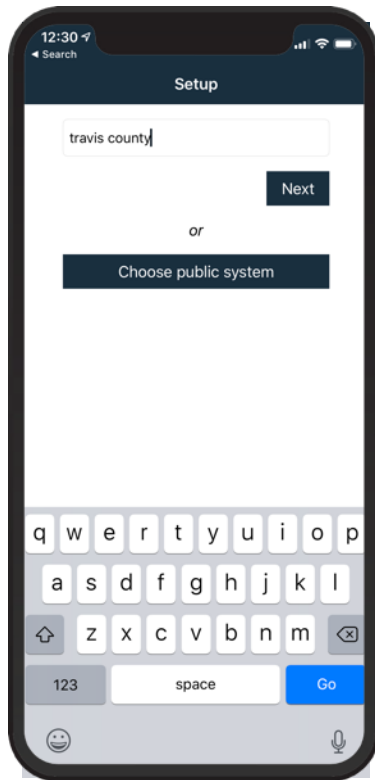 12:30
◀ Search
Setup
travis county
Next
or
Choose public system
q w e r t y u i o p
a s d f g h j k l
z x c v b n m
123 space Go